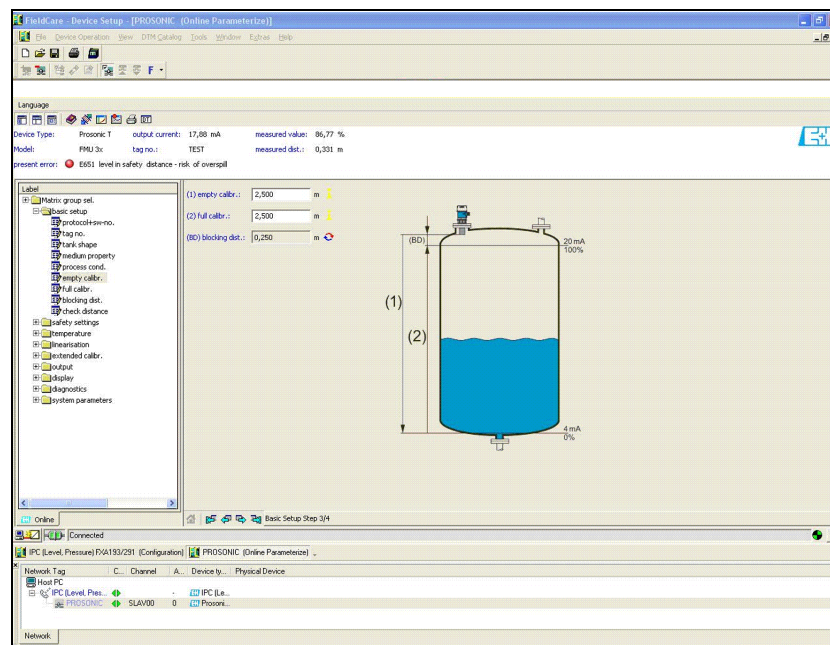 FieldCare - Device Setup - [PROSONIC (Online Parameterize)]
File Device Operation View DTM Catalog Tools Window Extras Help
F
Language
Device Type: Prosonic T output current: 17,88 mA measured value: 86,77 %
Model: FMU 3x tag no.: TEST measured dist.: 0,331 m
present error: E651 level in safety distance - risk of overspill
Label
Matrix group sel.
basic setup
protocol+sw-no.
tag no.
tank shape
medium property
process cond.
empty calibr.
full calibr.
blocking dist.
check distance
safety settings
temperature
linearisation
extended calibr.
output
display
diagnostics
system parameters
(1) empty calibr.: 2,500 m
(2) full calibr.: 2,500 m
(BD) blocking dist.: 0,250 m
(BD)
20 mA
100%
(1)
(2)
4 mA
0%
Online
Basic Setup Step 3/4
Connected
IPC (Level, Pressure) FXA193/291 (Configuration) PROSONIC (Online Parameterize)
Network Tag C... Channel A... Device ty... Physical Device
Host PC
IPC (Level, Pres... - IPC (Le...
PROSONIC SLAV00 0 Prosoni...
Network